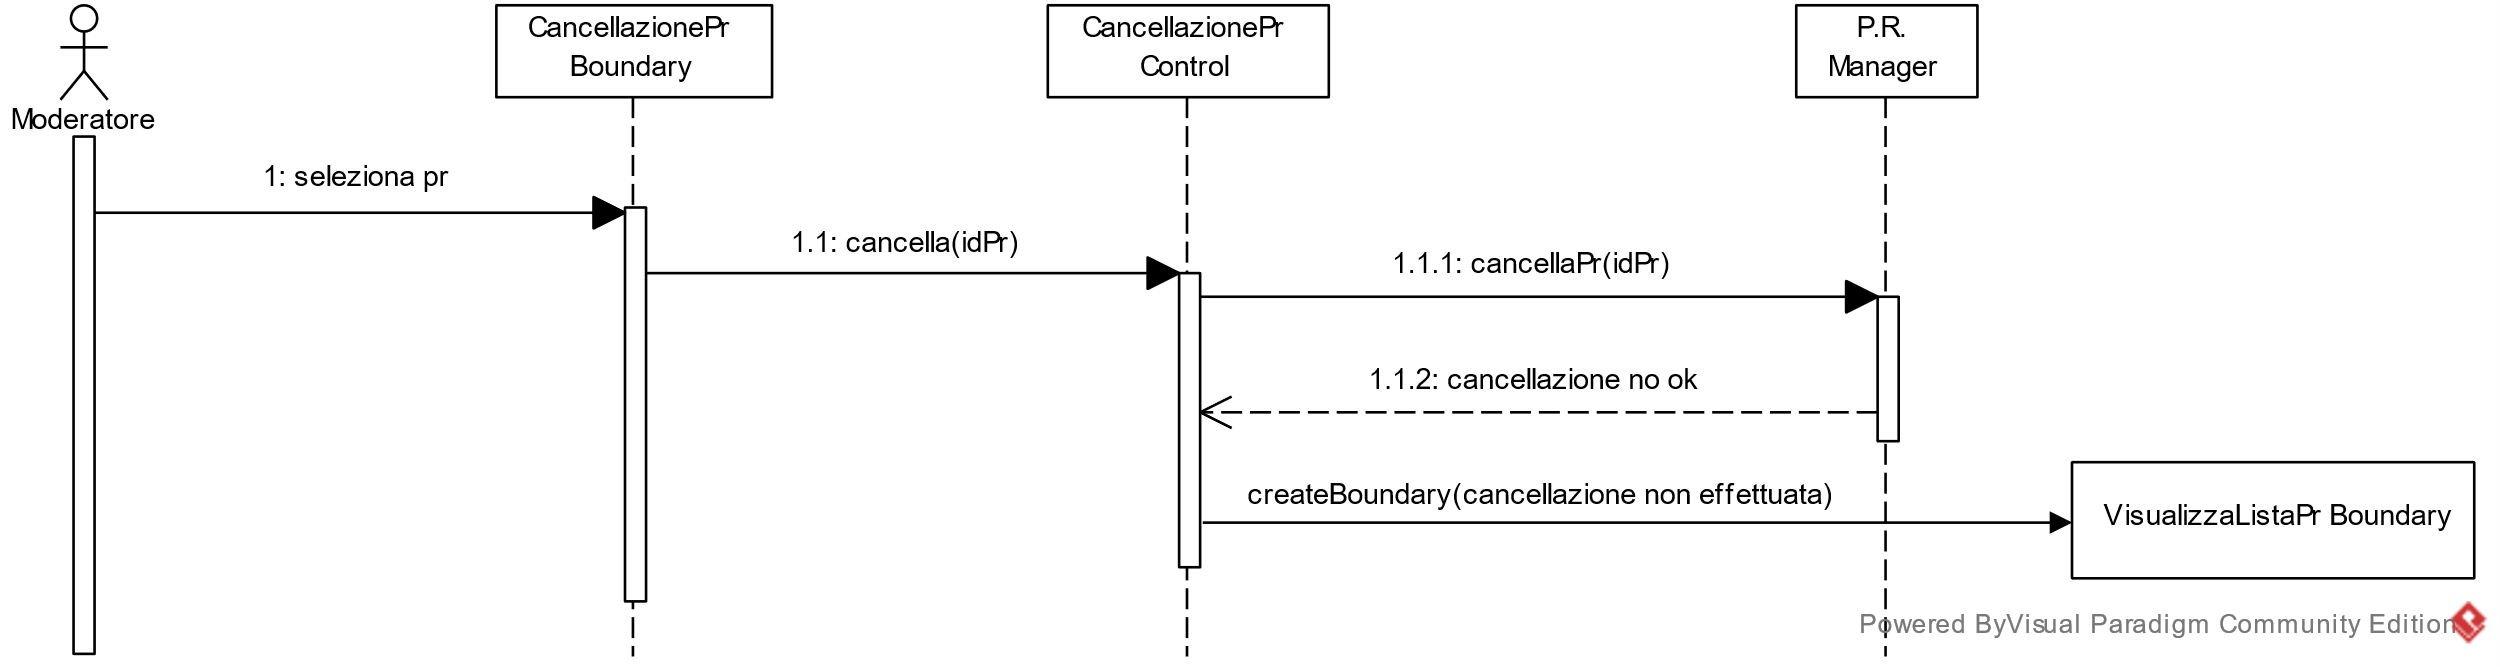 CancellazionePr
Boundary
CancellazionePr
Control
P.R.
Manager
Moderatore
1: seleziona pr
1.1: cancella(idPr)
1.1.1: cancellaPr(idPr)
1.1.2: cancellazione no ok
createBoundary(cancellazione non effettuata)
VisualizzaListaPr Boundary
Powered ByVisual Paradigm Community Edition